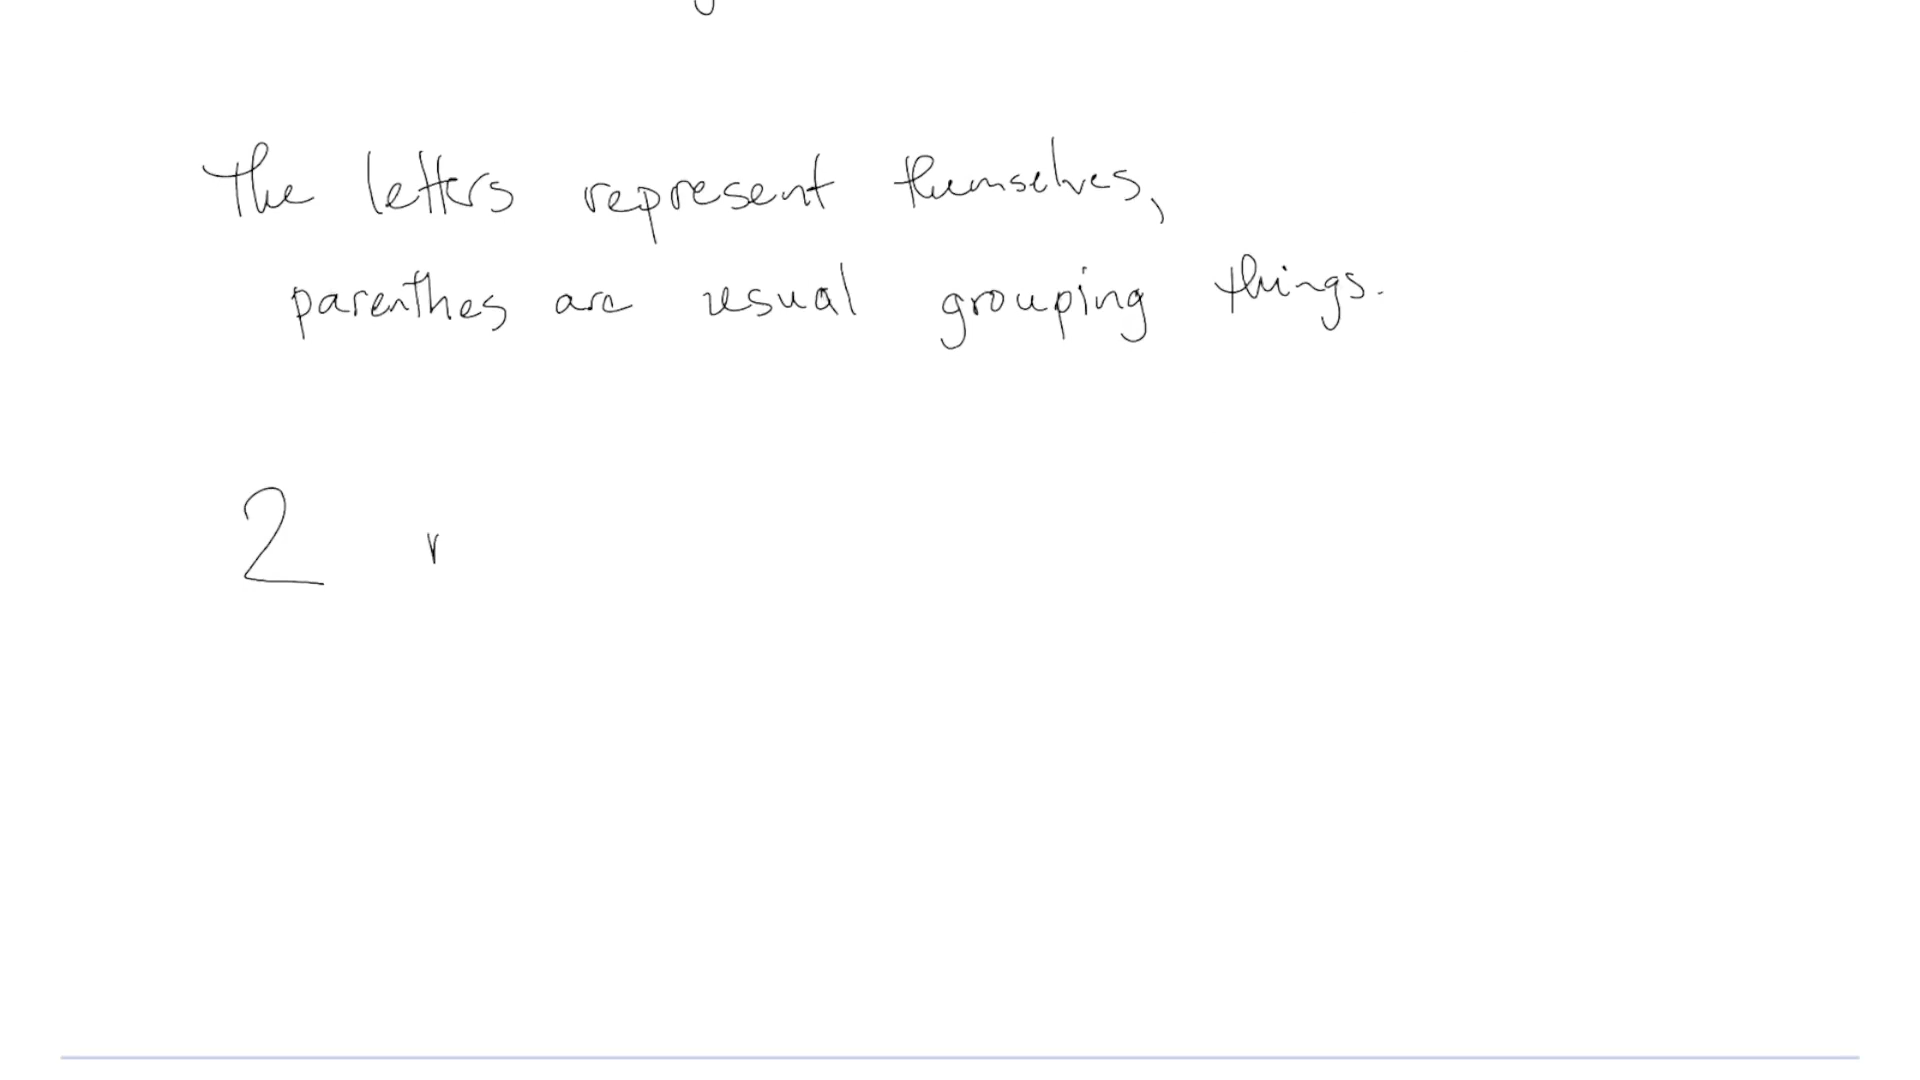 The letters represent themselves,
parenthes are usual grouping things.
2